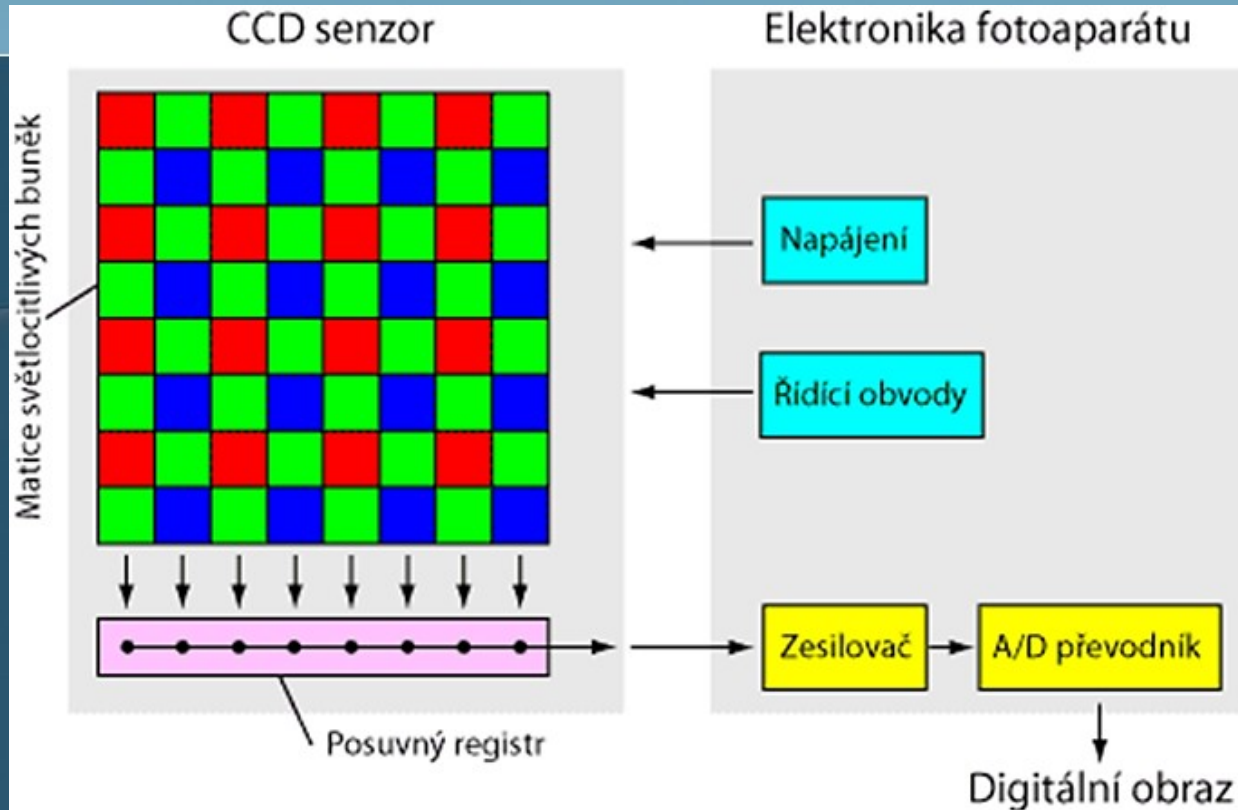 CCD senzor
Elektronika fotoaparátu
Matice světlocitlivých buněk
Napájení
Řídící obvody
Zesilovač
A/D převodník
Posuvný registr
Digitální obraz